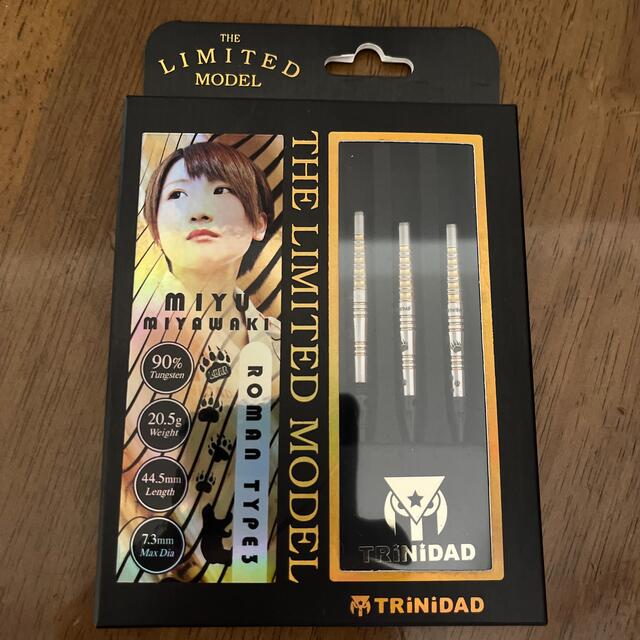 THE
LIMITED
MODEL
THE LIMITED MODEL
MIYU
MIYAWAKI
90%
Tungsten
20.5g
Weight
44.5mm
Length
7.3mm
Max Dia
ROMAN TYPE3
TRiNiDAD
TRiNiDAD